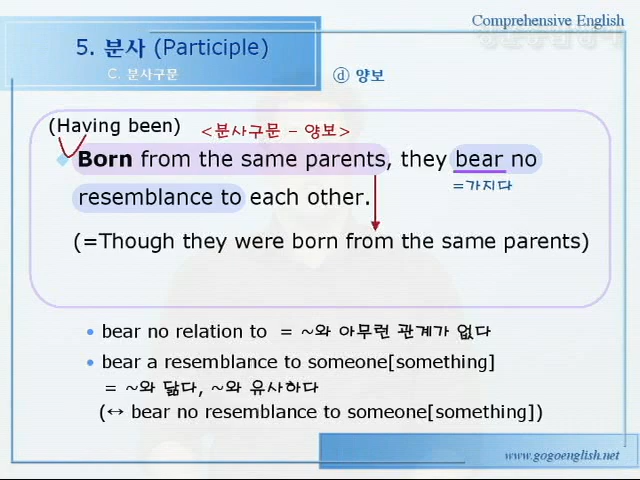 Comprehensive English
5. 분사 (Participle)
C. 분사구문
ⓓ 양보
(Having been)
<분사구문 - 양보>
Born from the same parents, they bear no
=가지다
resemblance to each other.
(=Though they were born from the same parents)
• bear no relation to = ~와 아무런 관계가 없다
• bear a resemblance to someone[something]
= ~와 닮다, ~와 유사하다
(↔ bear no resemblance to someone[something])
www.gogoenglish.net